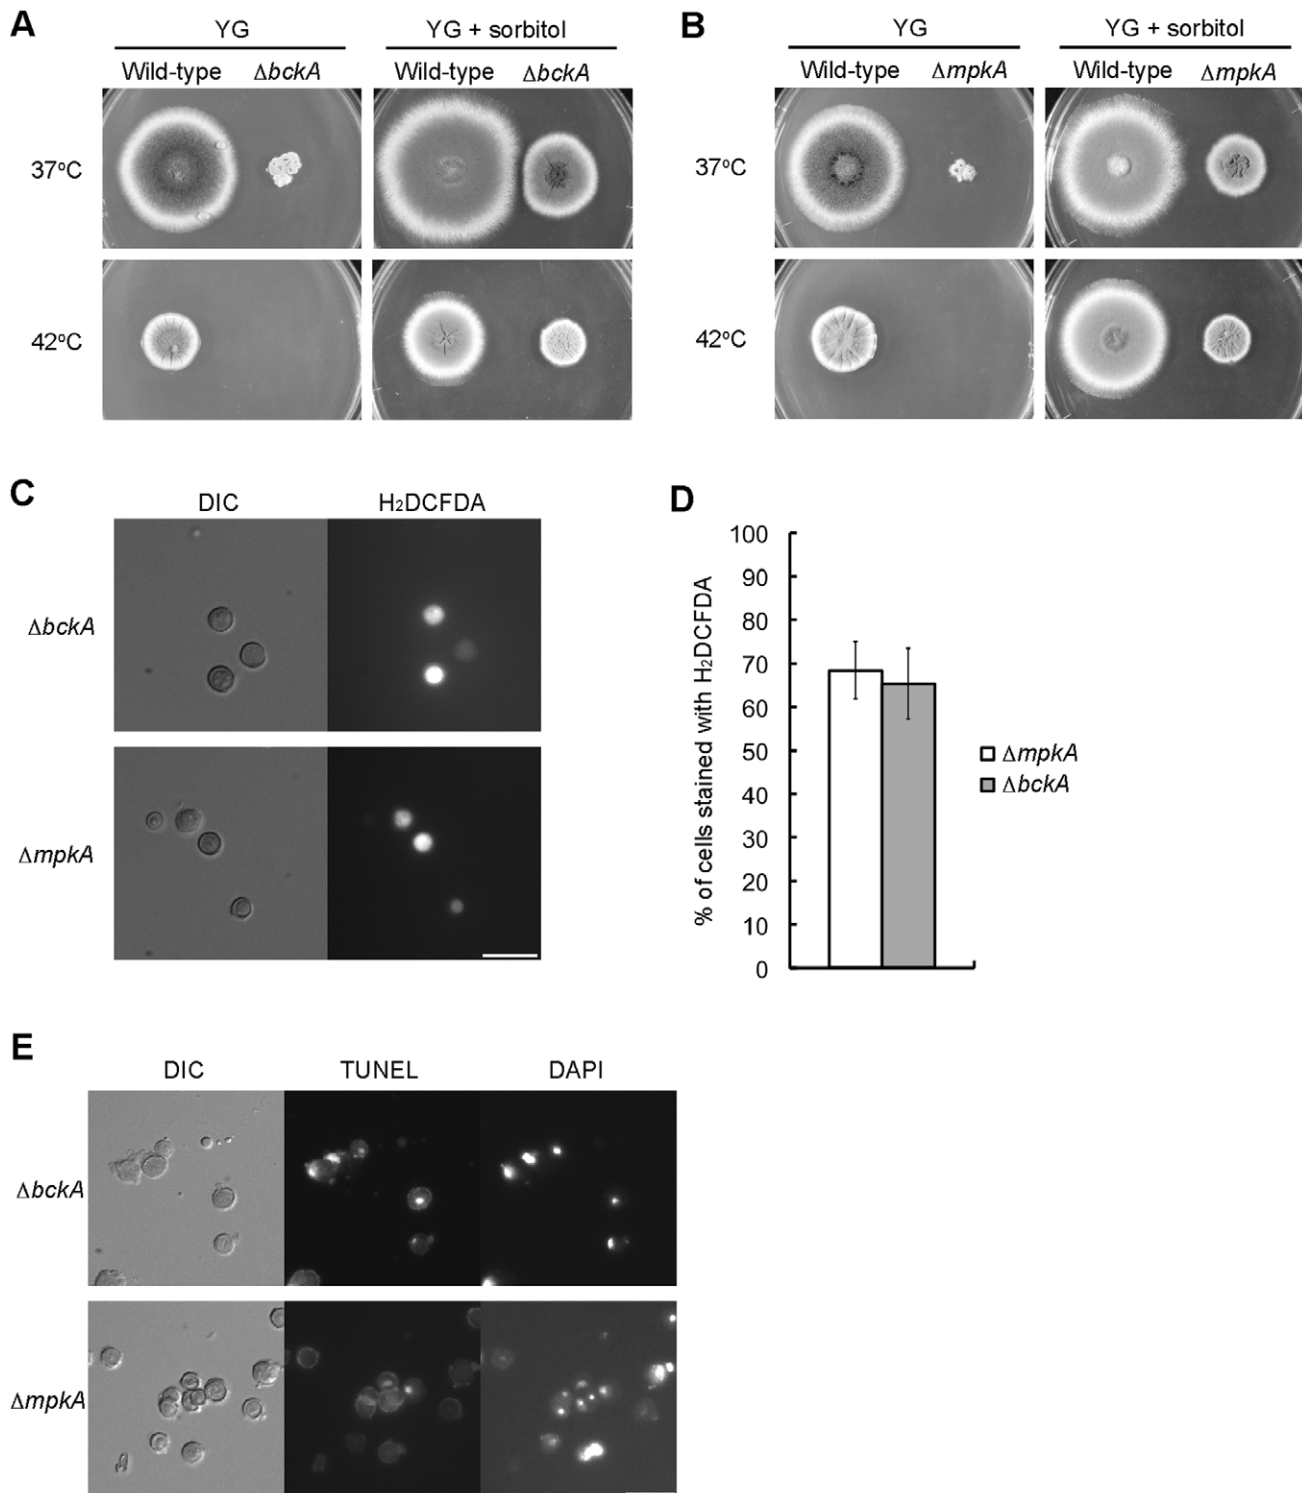 A
YG
YG + sorbitol
Wild-type
ΔbckA
Wild-type
ΔbckA
37°C
42°C
B
YG
YG + sorbitol
Wild-type
ΔmpkA
Wild-type
ΔmpkA
37°C
42°C
C
DIC
H₂DCFDA
ΔbckA
ΔmpkA
D
% of cells stained with H₂DCFDA
100
90
80
70
60
50
40
30
20
10
0
ΔmpkA
ΔbckA
E
DIC
TUNEL
DAPI
ΔbckA
ΔmpkA